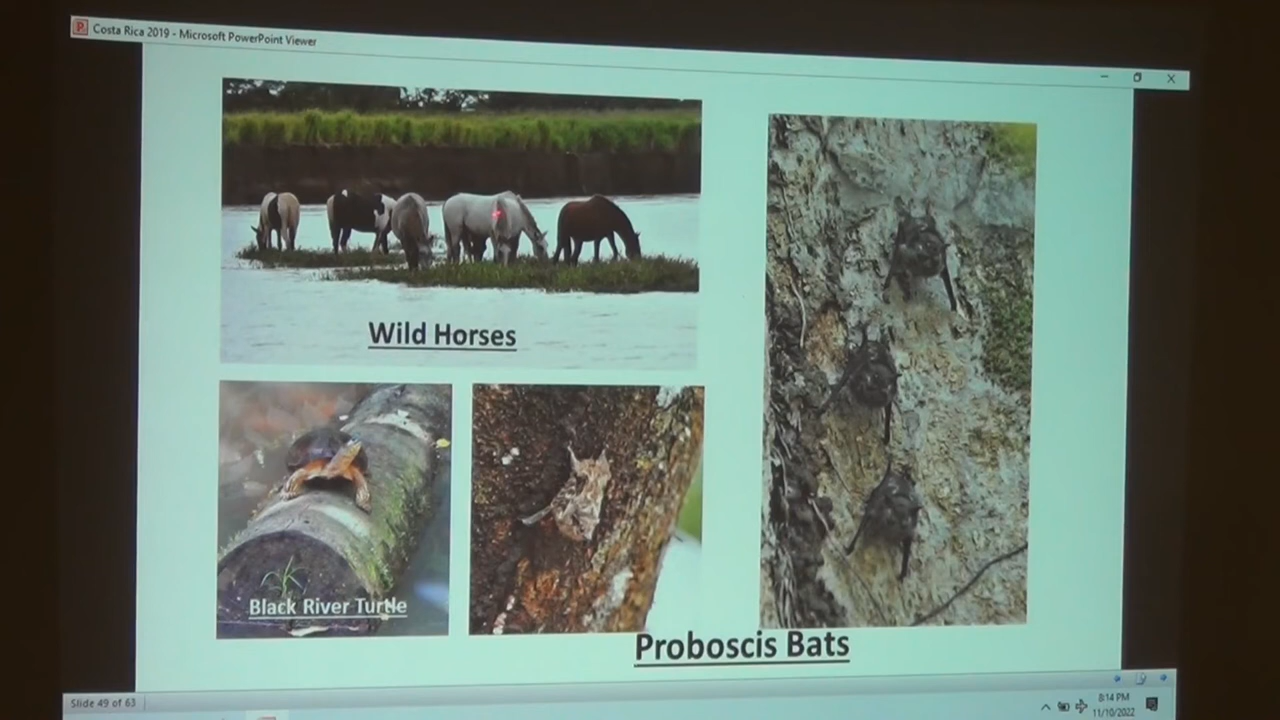 Costa Rica 2019 - Microsoft PowerPoint Viewer
Wild Horses
Black River Turtle
Proboscis Bats
Slide 49 of 63
8:14 PM
11/10/2022